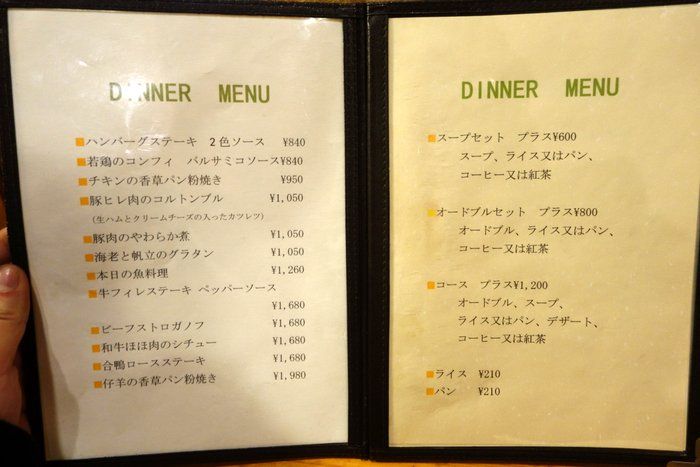 DINNER MENU
■ハンバーグステーキ 2色ソース ¥840
■若鶏のコンフィ バルサミコソース¥840
■チキンの香草パン粉焼き ¥950
■豚ヒレ肉のコルドンブル ¥1,050
(生ハムとクリームチーズの入ったカツレツ)
■豚肉のやわらか煮 ¥1,050
■海老と帆立のグラタン ¥1,050
■本日の魚料理 ¥1,260
■牛フィレステーキ ペッパーソース
¥1,680
■ビーフストロガノフ ¥1,680
■和牛ほほ肉のシチュー ¥1,680
■合鴨ロースステーキ ¥1,680
■仔羊の香草パン粉焼き ¥1,980
DINNER MENU
■スープセット プラス¥600
スープ、ライス又はパン、
コーヒー又は紅茶
■オードブルセット プラス¥800
オードブル、ライス又はパン、
コーヒー又は紅茶
■コース プラス¥1,200
オードブル、スープ、
ライス又はパン、デザート、
コーヒー又は紅茶
■ライス ¥210
■パン ¥210